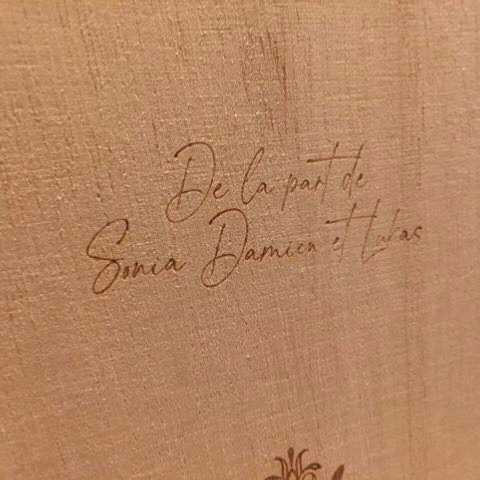 De la part de
Sonia Damien et Lukas